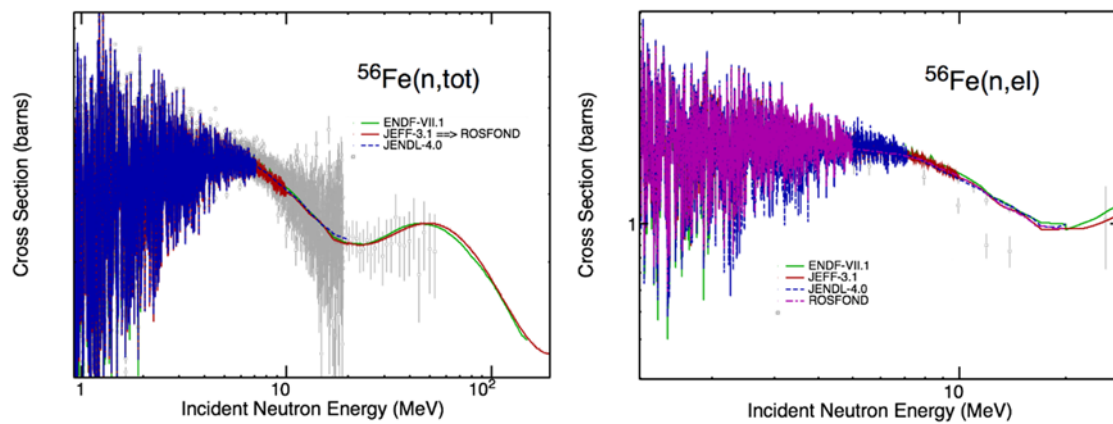 ⁵⁶Fe(n,tot)
ENDF-VII.1
JEFF-3.1 ==> ROSFOND
JENDL-4.0
Cross Section (barns)
1
10
10²
Incident Neutron Energy (MeV)
⁵⁶Fe(n,el)
1
ENDF-VII.1
JEFF-3.1
JENDL-4.0
ROSFOND
Cross Section (barns)
10
Incident Neutron Energy (MeV)